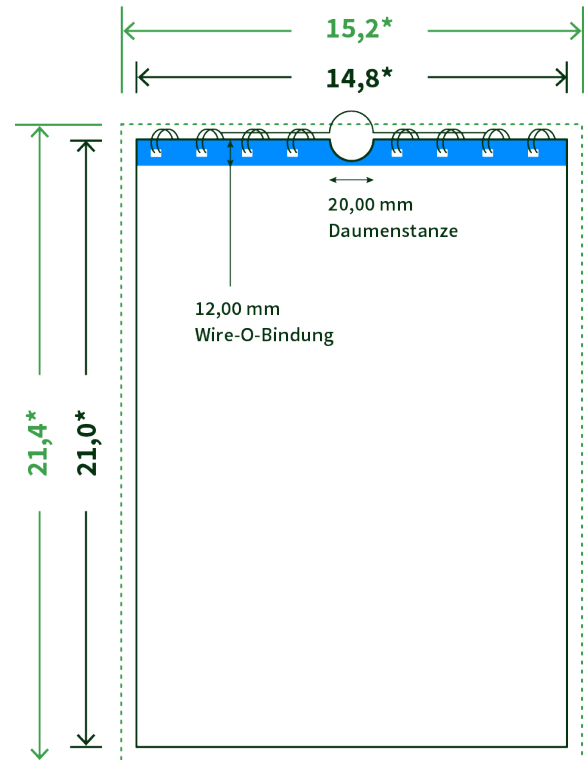 15,2*
14,8*
20,00 mm
Daumenstanze
12,00 mm
Wire-O-Bindung
21,4*
21,0*